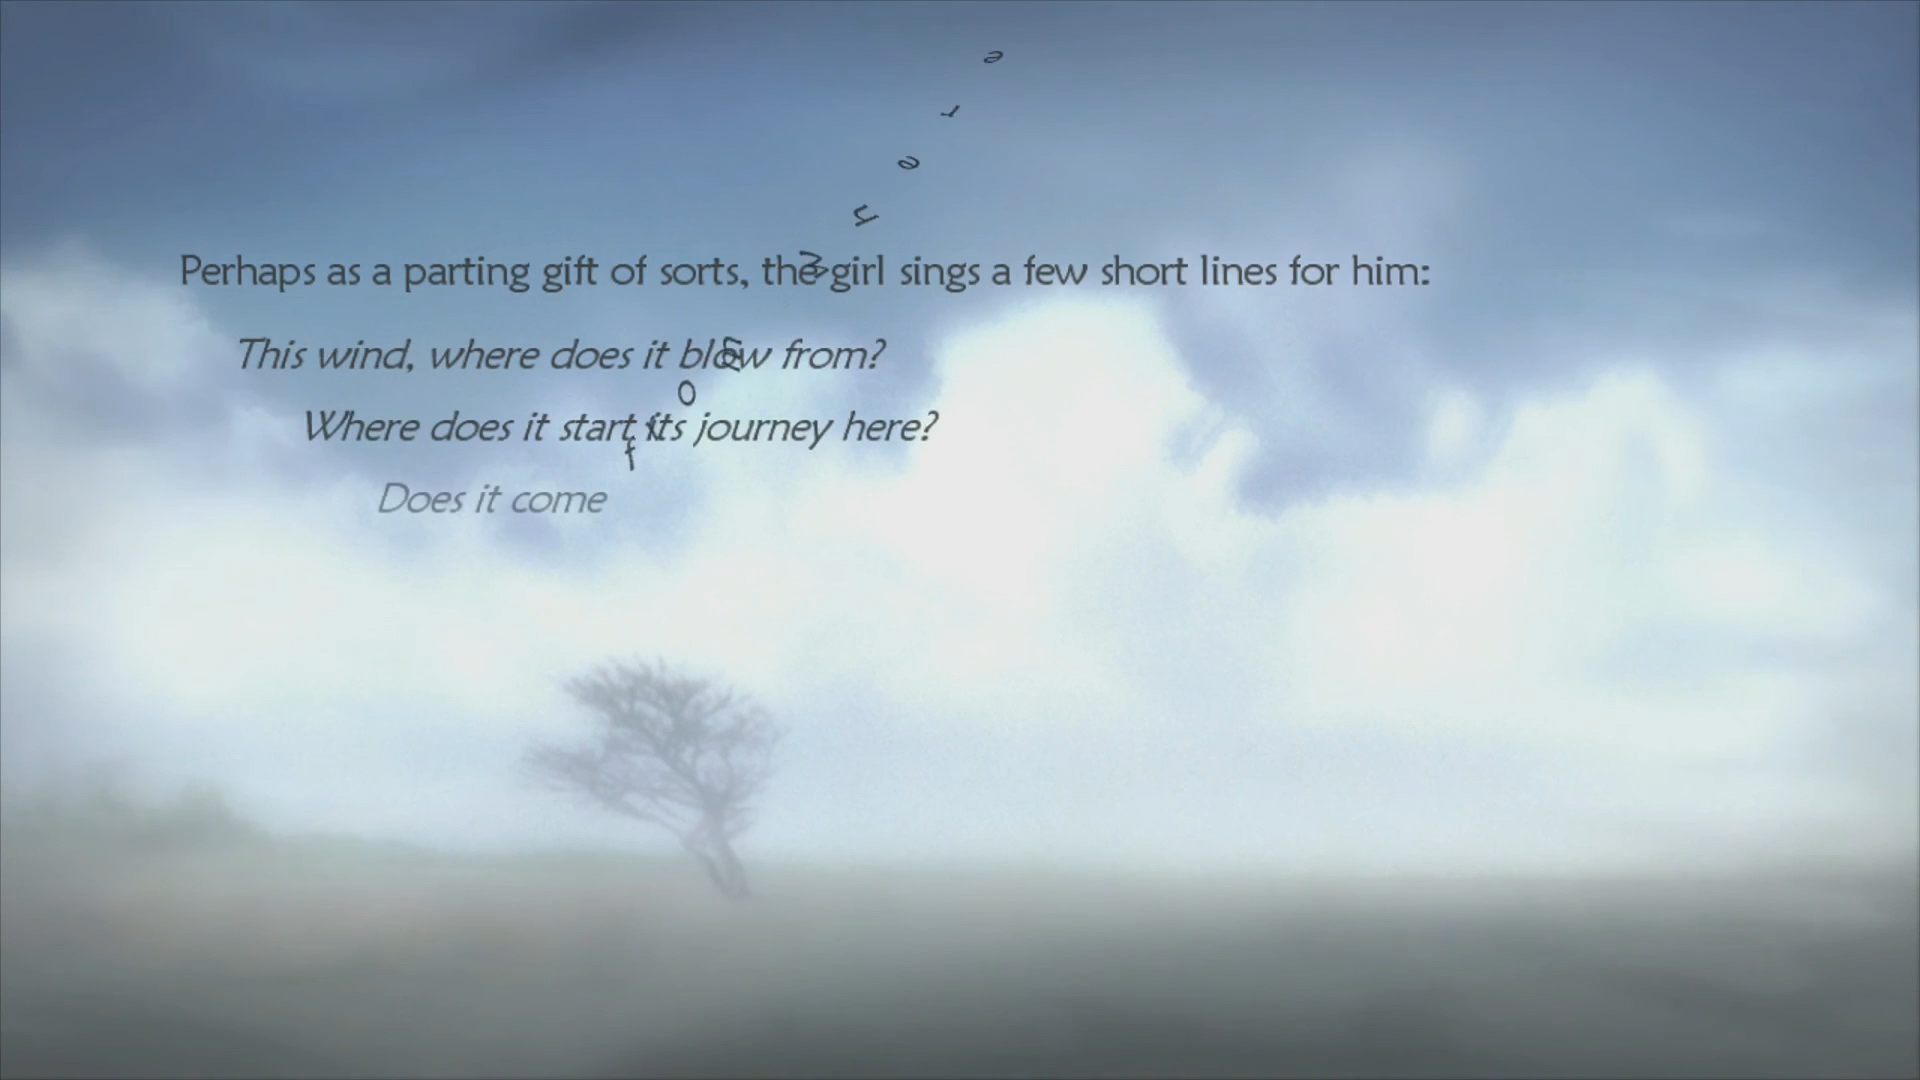 Perhaps as a parting gift of sorts, the girl sings a few short lines for him:
This wind, where does it blow from?
Where does it start its journey here?
Does it come